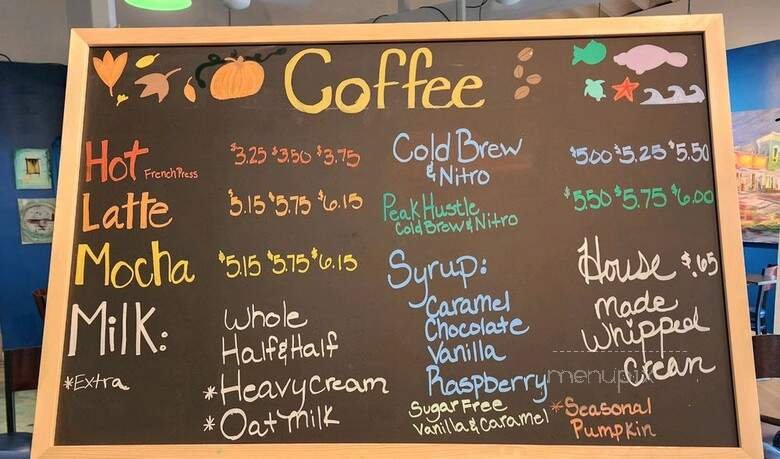 Coffee
Hot French Press $3.25 $3.50 $3.75
Latte $5.15 $5.75 $6.15
Mocha $5.15 $5.75 $6.15
Milk: Whole
Half & Half
*Extra
*Heavy cream
*Oat milk
Cold Brew & Nitro $5.00 $5.25 $5.50
Peak Hustle
Cold Brew & Nitro $5.50 $5.75 $6.00
Syrup:
Caramel
Chocolate
Vanilla
Raspberry
Sugar Free
Vanilla & Caramel
House $.65
made
Whipped
Cream
*Seasonal
Pumpkin
menupix